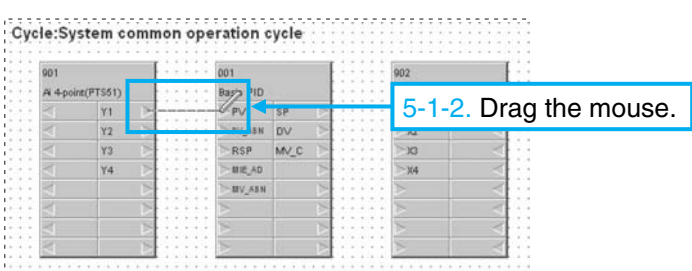 Cycle:System common operation cycle
901
AI 4-point(PTS51)
Y1
Y2
Y3
Y4
001
Basic PID
PV SP
DV
RSP MV_C
MV_ABN
902
X3
X4
5-1-2. Drag the mouse.